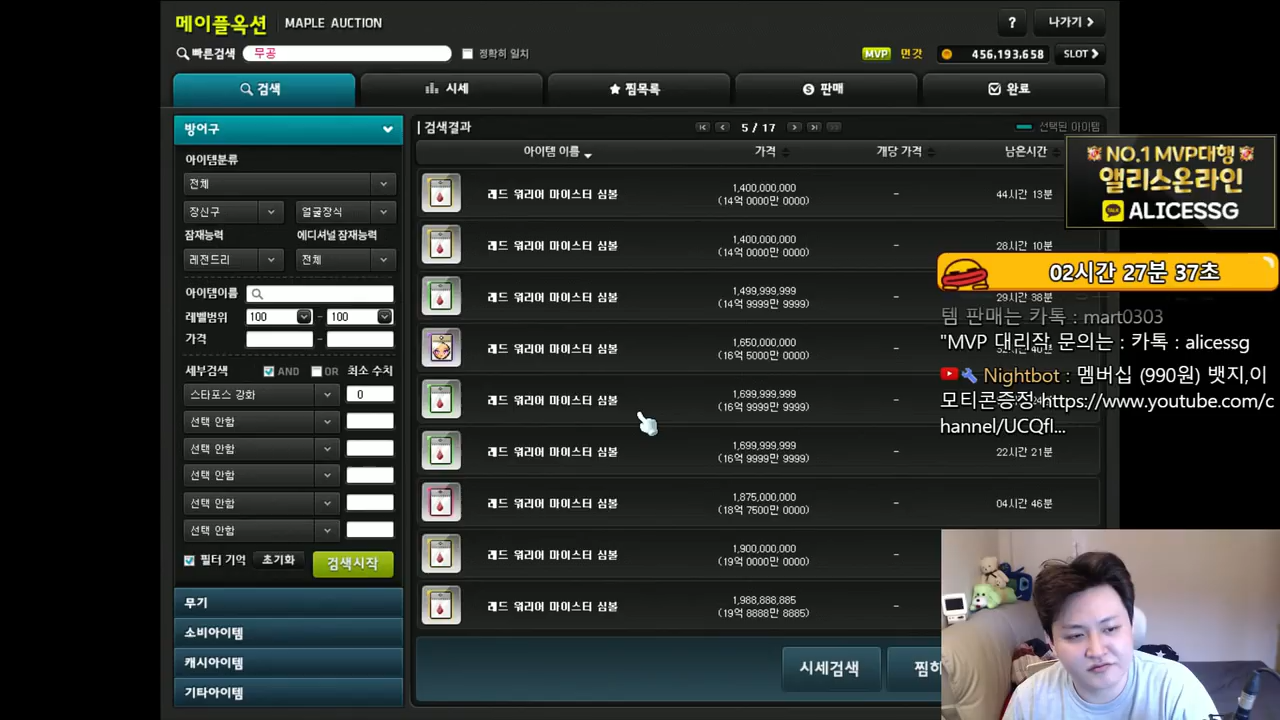 메이플옥션 MAPLE AUCTION
? 나가기
빠른검색 무공 정확히 일치
MVP 면갓 456,193,658 SLOT
검색 시세 찜목록 판매 완료
방어구
아이템분류
전체
장신구 얼굴장식
잠재능력 에디셔널 잠재능력
레전드리 전체
아이템이름
레벨범위 100 - 100
가격 -
세부검색 AND OR 최소 수치
스타포스 강화 0
선택 안함
선택 안함
선택 안함
선택 안함
선택 안함
필터 기억 초기화 검색시작
무기
소비아이템
캐시아이템
기타아이템
검색결과 5 / 17 선택된 아이템
아이템 이름 가격 개당 가격 남은시간
레드 워리어 마이스터 심볼 1,400,000,000 (14억 0000만 0000) - 44시간 13분
레드 워리어 마이스터 심볼 1,400,000,000 (14억 0000만 0000) - 28시간 10분
레드 워리어 마이스터 심볼 1,499,999,999 (14억 9999만 9999) - 29시간 38분
레드 워리어 마이스터 심볼 1,650,000,000 (16억 5000만 0000) -
레드 워리어 마이스터 심볼 1,699,999,999 (16억 9999만 9999) -
레드 워리어 마이스터 심볼 1,699,999,999 (16억 9999만 9999) - 22시간 21분
레드 워리어 마이스터 심볼 1,875,000,000 (18억 7500만 0000) - 04시간 46분
레드 워리어 마이스터 심볼 1,900,000,000 (19억 0000만 0000) -
레드 워리어 마이스터 심볼 1,988,888,885 (19억 8888만 8885) -
시세검색 찜하
NO.1 MVP대행
앨리스온라인
TALK ALICESSG
02시간 27분 37초
템 판매는 카톡 : mart0303
"MVP 대리작, 문의는 : 카톡 : alicessg
Nightbot : 멤버십 (990원) 뱃지,이
모티콘증정 https://www.youtube.com/c
hannel/UCQfI...